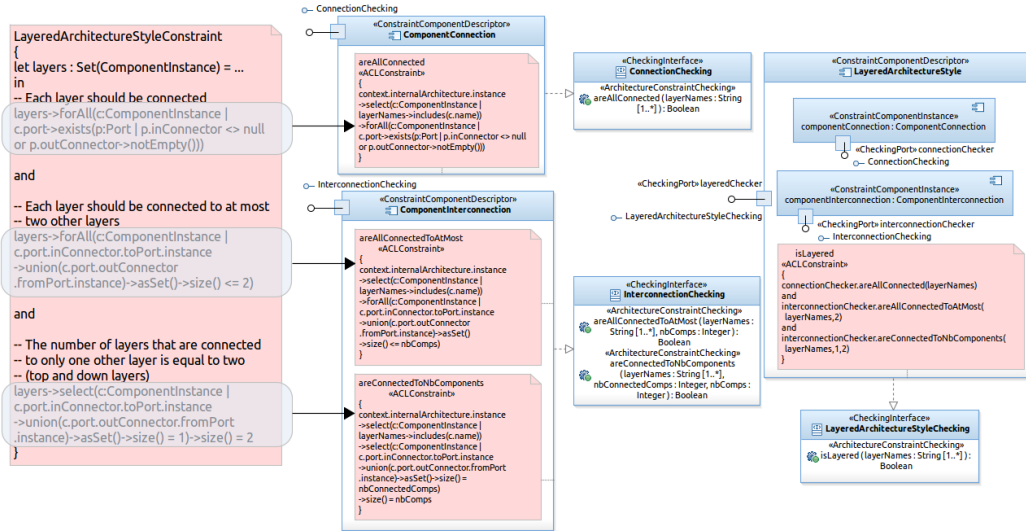 LayeredArchitectureStyleConstraint
{
let layers : Set(ComponentInstance) = ...
in
-- Each layer should be connected
layers->forAll(c:ComponentInstance |
c.port->exists(p:Port | p.inConnector <> null
or p.outConnector->notEmpty()))
and
-- Each layer should be connected to at most
-- two other layers
layers->forAll(c:ComponentInstance |
c.port.inConnector.toPort.instance
->union(c.port.outConnector
.fromPort.instance)->asSet()->size() <= 2)
and
-- The number of layers that are connected
-- to only one other layer is equal to two
-- (top and down layers)
layers->select(c:ComponentInstance |
c.port.inConnector.toPort.instance
->union(c.port.outConnector.fromPort
.instance)->asSet()->size() = 1)->size() = 2
}
ConnectionChecking
«ConstraintComponentDescriptor»
ComponentConnection
areAllConnected
«ACLConstraint»
{
context.internalArchitecture.instance
->select(c:ComponentInstance |
layerNames->includes(c.name))
->forAll(c:ComponentInstance |
c.port->exists(p:Port | p.inConnector <> null
or p.outConnector->notEmpty()))
}
InterconnectionChecking
«ConstraintComponentDescriptor»
ComponentInterconnection
areAllConnectedToAtMost
«ACLConstraint»
{
context.internalArchitecture.instance
->select(c:ComponentInstance |
layerNames->includes(c.name))
->forAll(c:ComponentInstance |
c.port.inConnector.toPort.instance
->union(c.port.outConnector
.fromPort.instance)->asSet()
->size() <= nbComps)
}
areConnectedToNbComponents
«ACLConstraint»
{
context.internalArchitecture.instance
->select(c:ComponentInstance |
layerNames->includes(c.name))
->select(c:ComponentInstance |
c.port.inConnector.toPort.instance
->union(c.port.outConnector.fromPort
.instance)->asSet()->size() =
nbConnectedComps)
->size() = nbComps
}
«CheckingInterface»
ConnectionChecking
«ArchitectureConstraintChecking»
areAllConnected ( layerNames : String
[1..*] ) : Boolean
«CheckingInterface»
InterconnectionChecking
«ArchitectureConstraintChecking»
areAllConnectedToAtMost ( layerNames :
String [1..*], nbComps : Integer ) :
Boolean
«ArchitectureConstraintChecking»
areConnectedToNbComponents
( layerNames : String [1..*],
nbConnectedComps : Integer, nbComps :
Integer ) : Boolean
«ConstraintComponentDescriptor»
LayeredArchitectureStyle
«ConstraintComponentInstance»
componentConnection : ComponentConnection
«CheckingPort» connectionChecker
ConnectionChecking
«ConstraintComponentInstance»
componentInterconnection : ComponentInterconnection
«CheckingPort» interconnectionChecker
InterconnectionChecking
«CheckingPort» layeredChecker
LayeredArchitectureStyleChecking
isLayered
«ACLConstraint»
{
connectionChecker.areAllConnected(layerNames)
and
interconnectionChecker.areAllConnectedToAtMost(
layerNames,2)
and
interconnectionChecker.areConnectedToNbComponents(
layerNames,1,2)
}
«CheckingInterface»
LayeredArchitectureStyleChecking
«ArchitectureConstraintChecking»
isLayered ( layerNames : String [1..*] ) :
Boolean